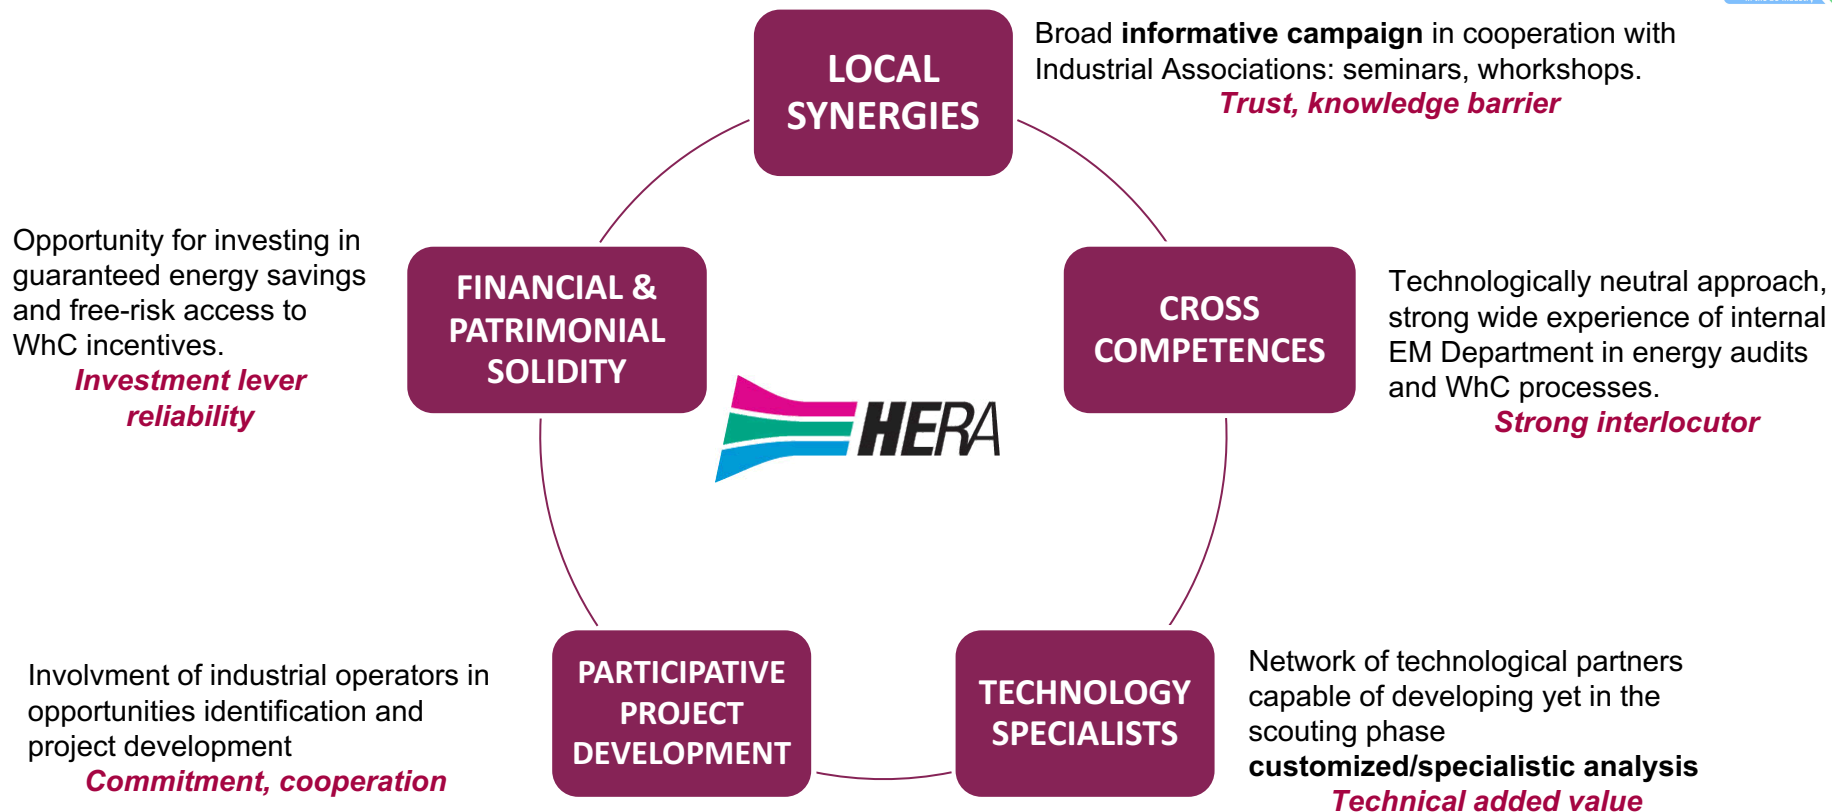 LOCAL
SYNERGIES
Broad informative campaign in cooperation with
Industrial Associations: seminars, whorkshops.
Trust, knowledge barrier
CROSS
COMPETENCES
Technologically neutral approach,
strong wide experience of internal
EM Department in energy audits
and WhC processes.
Strong interlocutor
TECHNOLOGY
SPECIALISTS
Network of technological partners
capable of developing yet in the
scouting phase
customized/specialistic analysis
Technical added value
PARTICIPATIVE
PROJECT
DEVELOPMENT
Involvment of industrial operators in
opportunities identification and
project development
Commitment, cooperation
FINANCIAL &
PATRIMONIAL
SOLIDITY
Opportunity for investing in
guaranteed energy savings
and free-risk access to
WhC incentives.
Investment lever
reliability
HERA